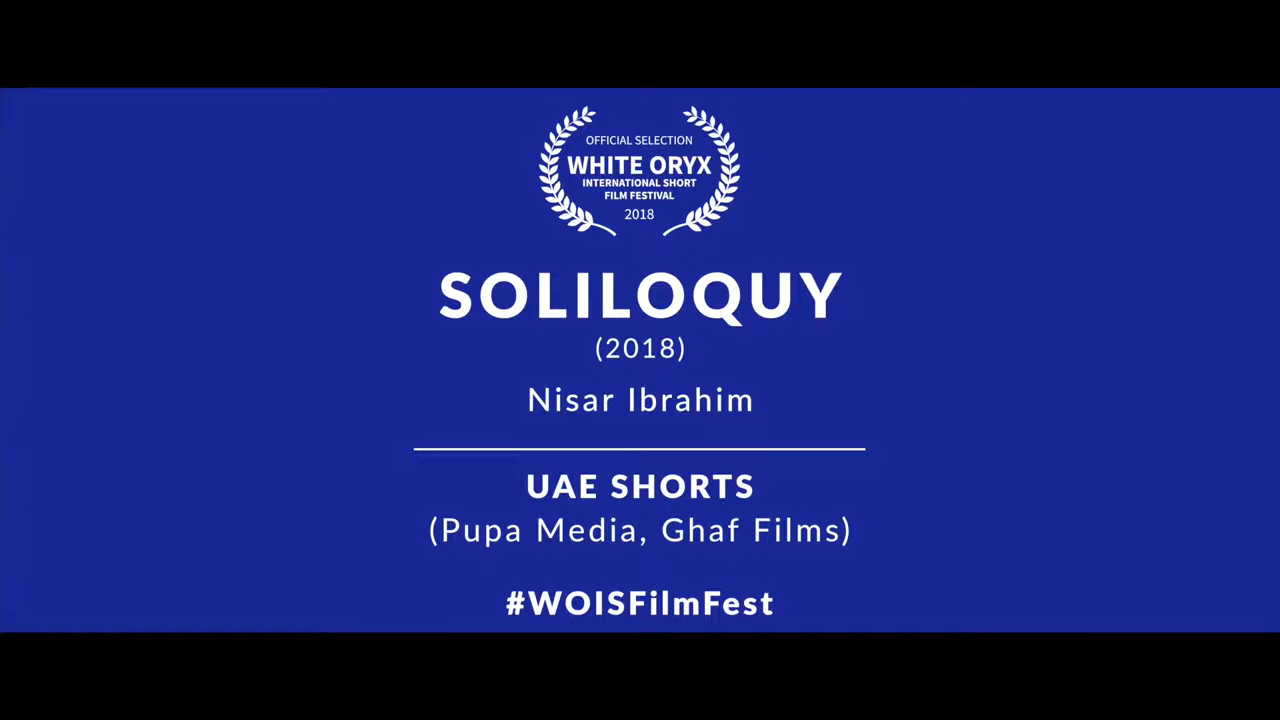 OFFICIAL SELECTION
WHITE ORYX
INTERNATIONAL SHORT
FILM FESTIVAL
2018
SOLILOQUY
(2018)
Nisar Ibrahim
UAE SHORTS
(Pupa Media, Ghaf Films)
#WOISFilmFest